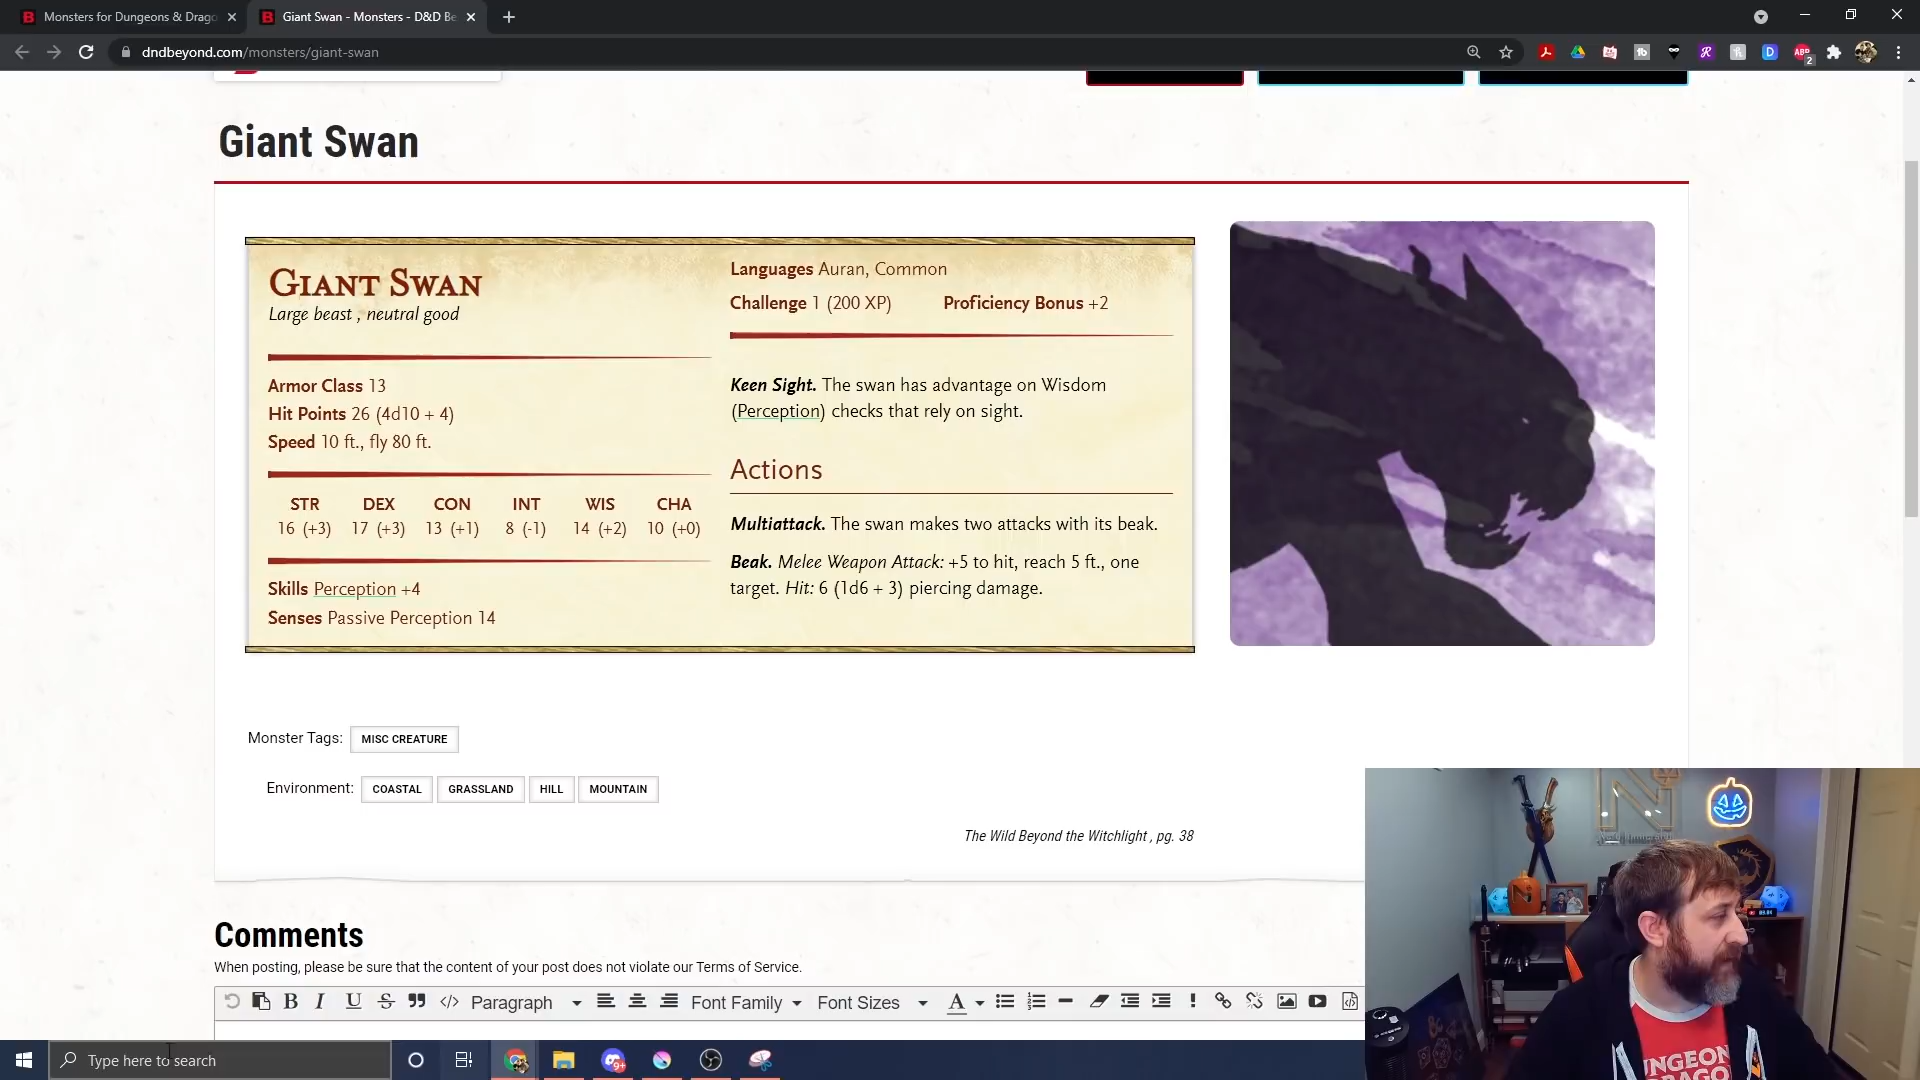 Monsters for Dungeons & Drago
Giant Swan - Monsters - D&D Be
dndbeyond.com/monsters/giant-swan
Giant Swan
GIANT SWAN
Large beast , neutral good
Armor Class 13
Hit Points 26 (4d10 + 4)
Speed 10 ft., fly 80 ft.
STR DEX CON INT WIS CHA
16 (+3) 17 (+3) 13 (+1) 8 (-1) 14 (+2) 10 (+0)
Skills Perception +4
Senses Passive Perception 14
Languages Auran, Common
Challenge 1 (200 XP) Proficiency Bonus +2
Keen Sight. The swan has advantage on Wisdom
(Perception) checks that rely on sight.
Actions
Multiattack. The swan makes two attacks with its beak.
Beak. Melee Weapon Attack: +5 to hit, reach 5 ft., one
target. Hit: 6 (1d6 + 3) piercing damage.
Monster Tags: MISC CREATURE
Environment: COASTAL GRASSLAND HILL MOUNTAIN
The Wild Beyond the Witchlight , pg. 38
Comments
When posting, please be sure that the content of your post does not violate our Terms of Service.
Paragraph Font Family Font Sizes
Type here to search